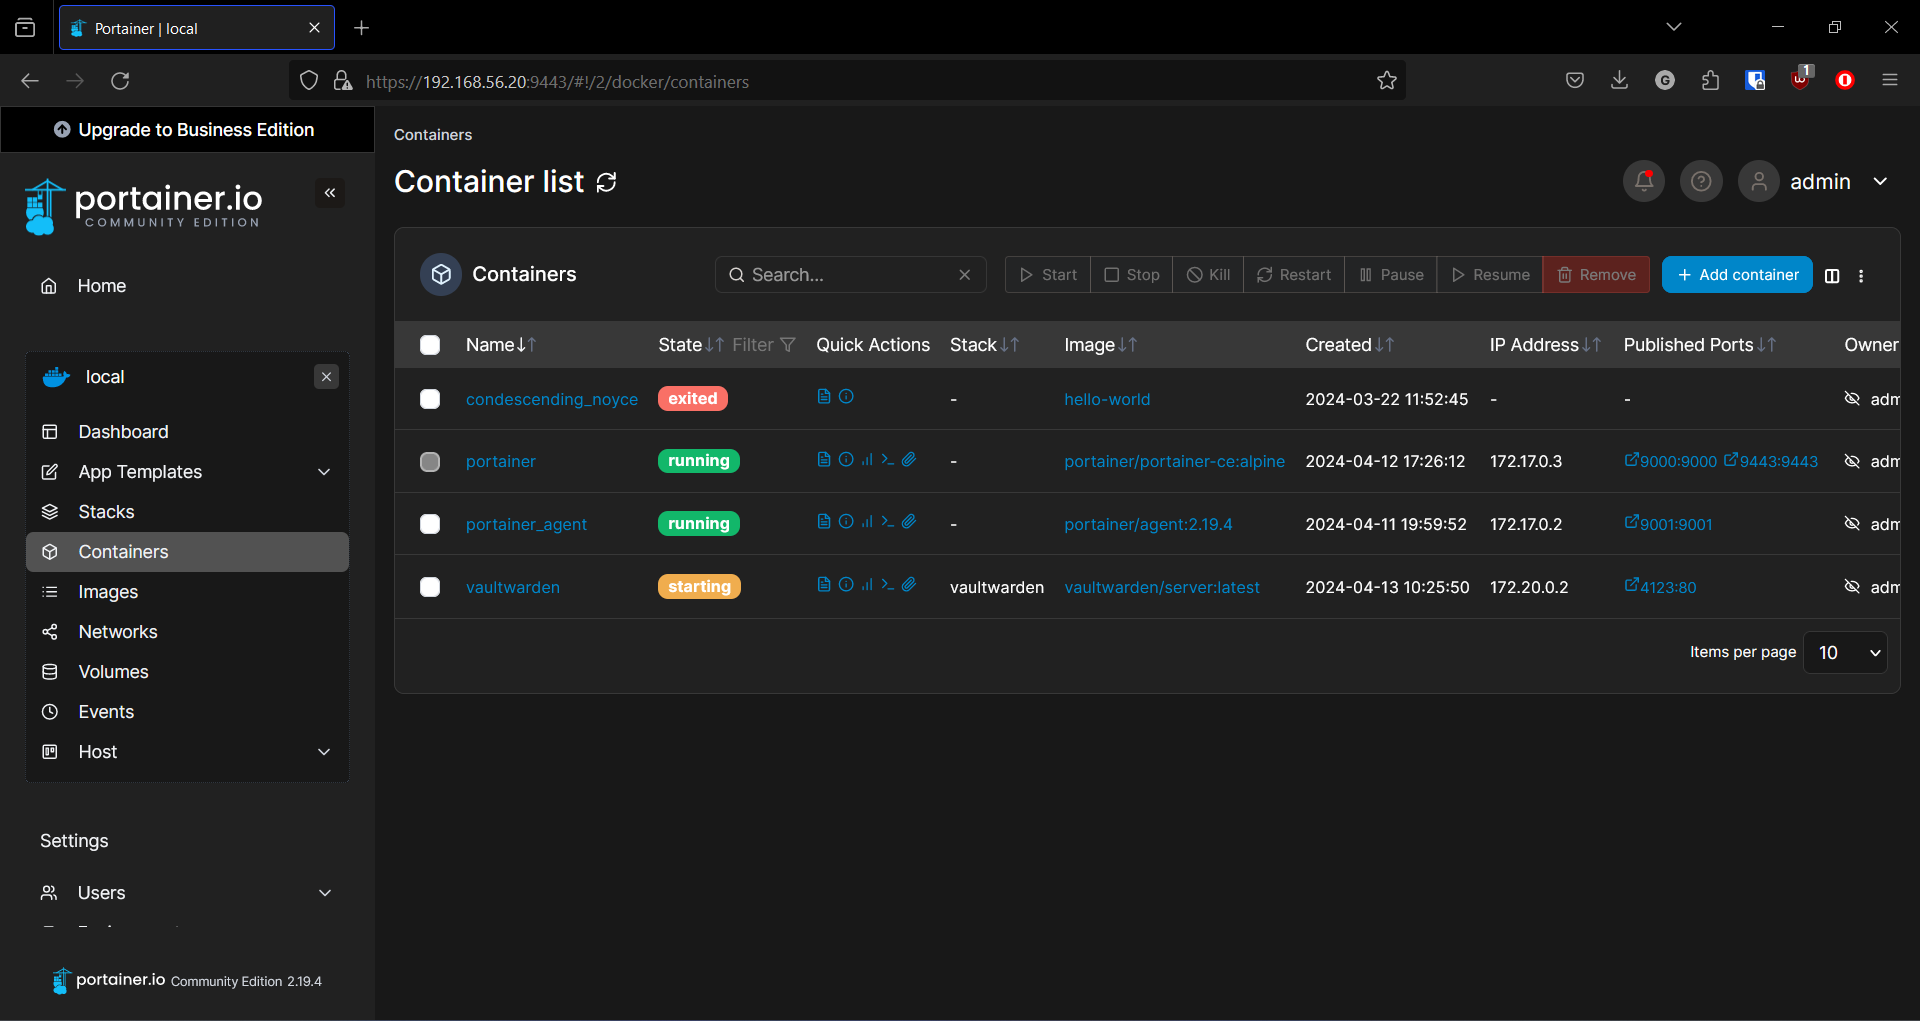 Portainer | local
https://192.168.56.20:9443/#!/2/docker/containers
1
Upgrade to Business Edition
portainer.io
COMMUNITY EDITION
Home
local
Dashboard
App Templates
Stacks
Containers
Images
Networks
Volumes
Events
Host
Settings
Users
portainer.io Community Edition 2.19.4
Containers
Container list
admin
Containers
Search...
Start Stop Kill Restart Pause Resume Remove
Add container
Name State Filter Quick Actions Stack Image Created IP Address Published Ports Owner
condescending_noyce exited - hello-world 2024-03-22 11:52:45 - - adm
portainer running - portainer/portainer-ce:alpine 2024-04-12 17:26:12 172.17.0.3 9000:9000 9443:9443 adm
portainer_agent running - portainer/agent:2.19.4 2024-04-11 19:59:52 172.17.0.2 9001:9001 adm
vaultwarden starting vaultwarden vaultwarden/server:latest 2024-04-13 10:25:50 172.20.0.2 4123:80 adm
Items per page 10